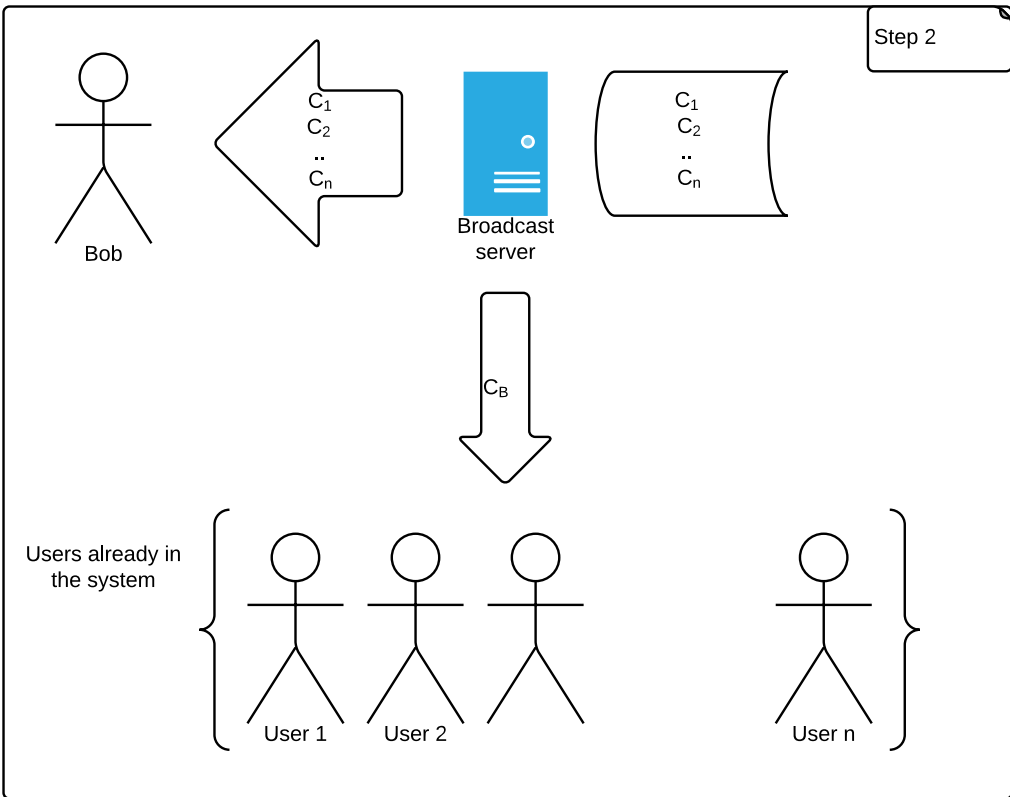 Step 2
C₁
C₂
..
Cₙ
C₁
C₂
..
Cₙ
Broadcast
server
Bob
C_B
Users already in
the system
User 1
User 2
User n